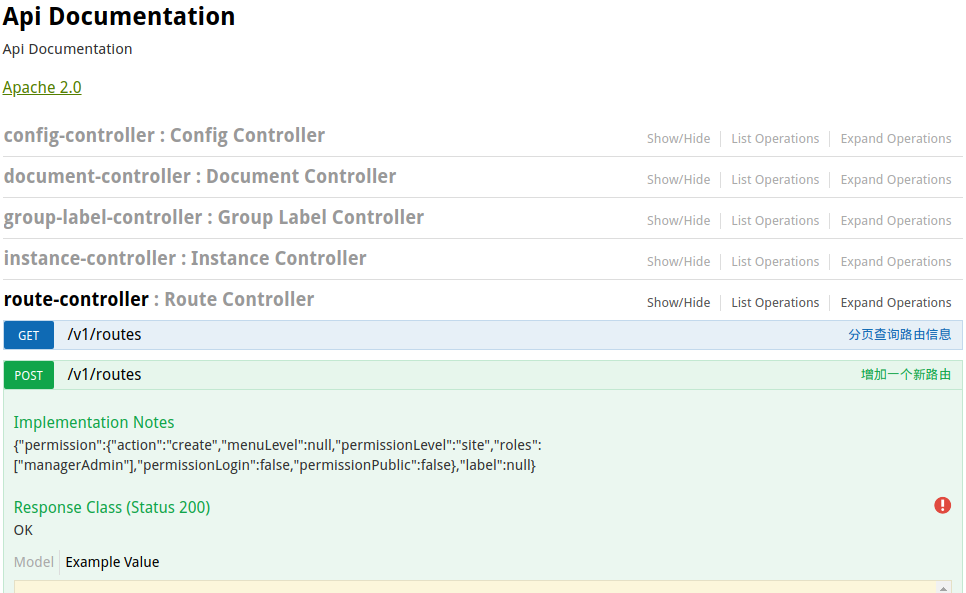 Api Documentation
Api Documentation
Apache 2.0
config-controller : Config Controller Show/Hide List Operations Expand Operations
document-controller : Document Controller Show/Hide List Operations Expand Operations
group-label-controller : Group Label Controller Show/Hide List Operations Expand Operations
instance-controller : Instance Controller Show/Hide List Operations Expand Operations
route-controller : Route Controller Show/Hide List Operations Expand Operations
GET /v1/routes 分页查询路由信息
POST /v1/routes 增加一个新路由
Implementation Notes
{"permission":{"action":"create","menuLevel":null,"permissionLevel":"site","roles":
["managerAdmin"],"permissionLogin":false,"permissionPublic":false},"label":null}
Response Class (Status 200)
OK
Model Example Value